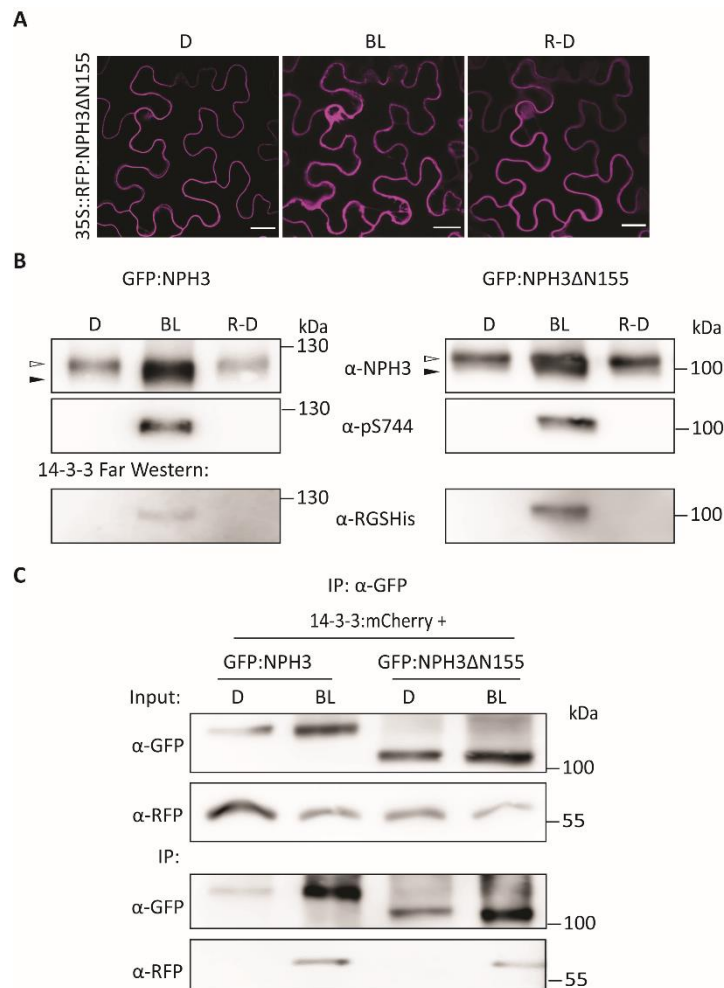 A
D BL R-D
35S::RFP:NPH3ΔN155
B
GFP:NPH3 GFP:NPH3ΔN155
D BL R-D kDa D BL R-D kDa
130
α-NPH3 100
130
α-pS744 100
14-3-3 Far Western:
130
α-RGSHis 100
C
IP: α-GFP
14-3-3:mCherry +
GFP:NPH3 GFP:NPH3ΔN155
Input: D BL D BL kDa
α-GFP 100
α-RFP 55
IP:
α-GFP 100
α-RFP 55